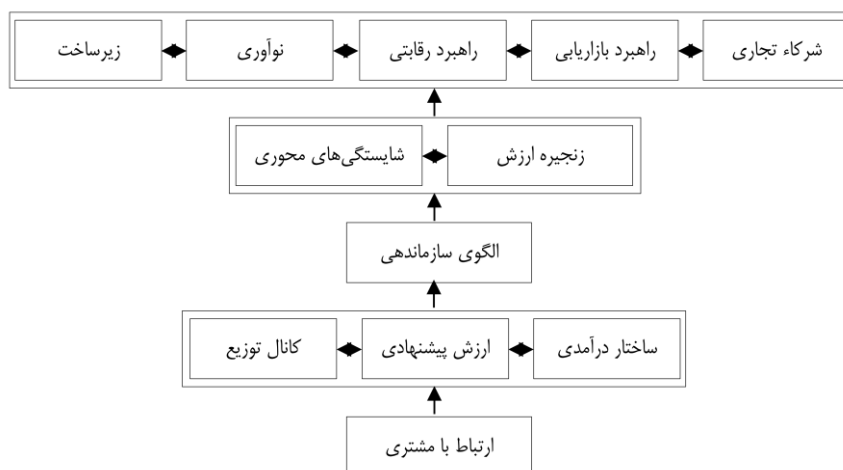 شرکاء تجاری
راهبرد بازاریابی
راهبرد رقابتی
نوآوری
زیرساخت
زنجیره ارزش
شایستگی‌های محوری
الگوی سازماندهی
ساختار درآمدی
ارزش پیشنهادی
کانال توزیع
ارتباط با مشتری